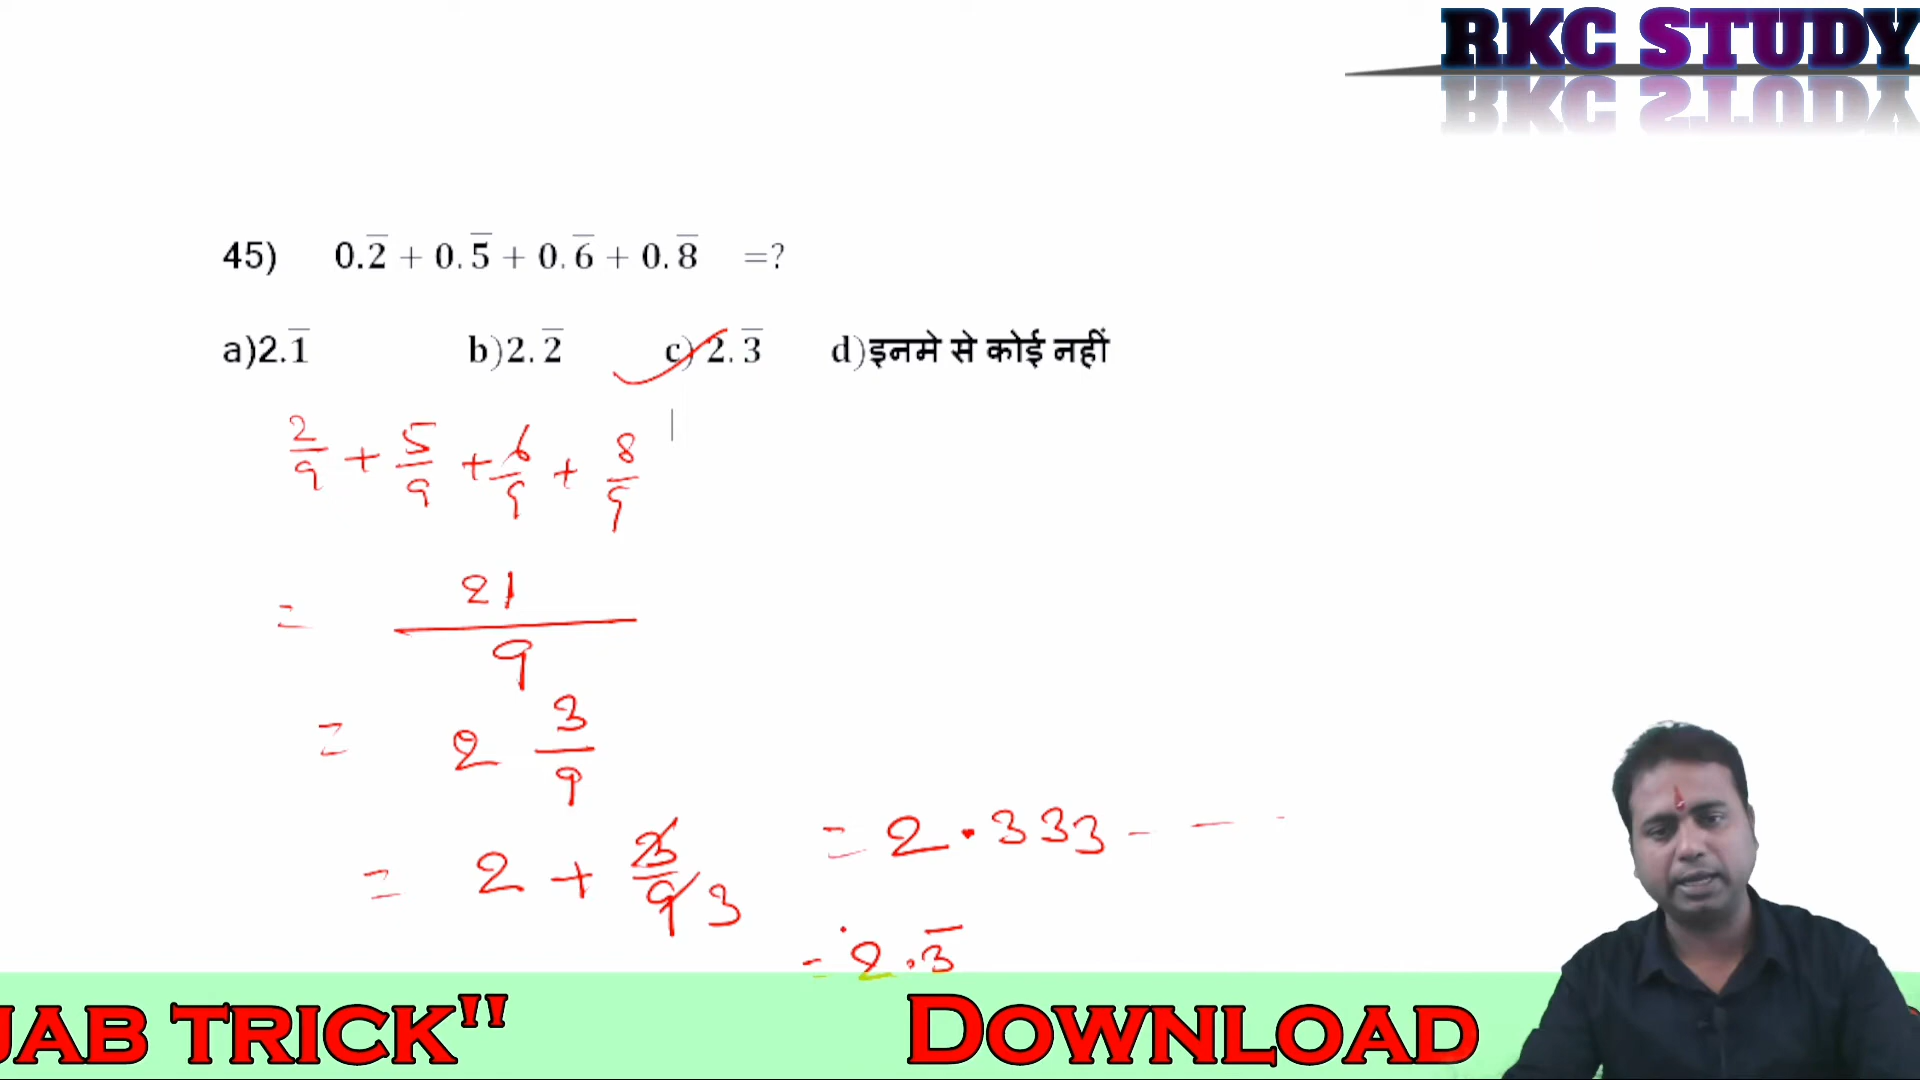 RKC STUDY
45) 0.2̅ + 0.5̅ + 0.6̅ + 0.8̅ =?
a)2.1̅ b)2.2̅ c) 2.3̅ d)इनमे से कोई नहीं
2/9 + 5/9 + 6/9 + 8/9
= 21/9
= 2 3/9
= 2 + 3/9 3
= 2.333 - - -
= 2.3̅
JAB TRICK" DOWNLOAD